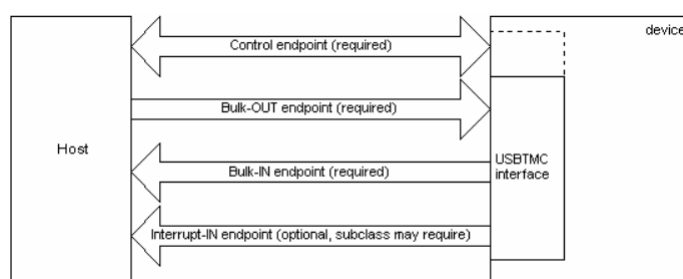 device
Control endpoint (required)
Bulk-OUT endpoint (required)
Host
Bulk-IN endpoint (required)
USBTMC
interface
Interrupt-IN endpoint (optional, subclass may require)